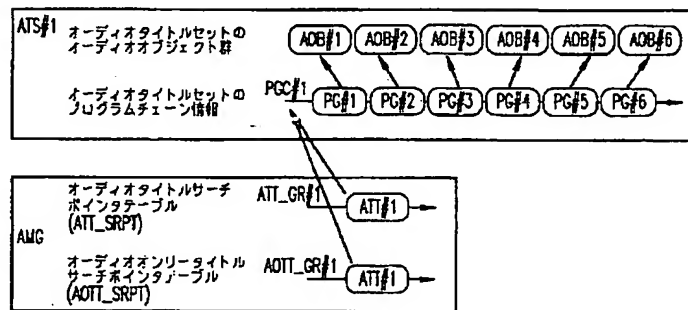 ATS#1
オーディオタイトルセットの
オーディオオブジェクト群
AOB#1 AOB#2 AOB#3 AOB#4 AOB#5 AOB#6
オーディオタイトルセットの
プログラムチェーン情報
PGC#1
PG#1 PG#2 PG#3 PG#4 PG#5 PG#6
AMG
オーディオタイトルサーチ
ポインタテーブル
(ATT_SRPT)
ATT_GR#1
ATT#1
オーディオオンリータイトル
サーチポインタテーブル
(AOTT_SRPT)
AOTT_GR#1
ATT#1